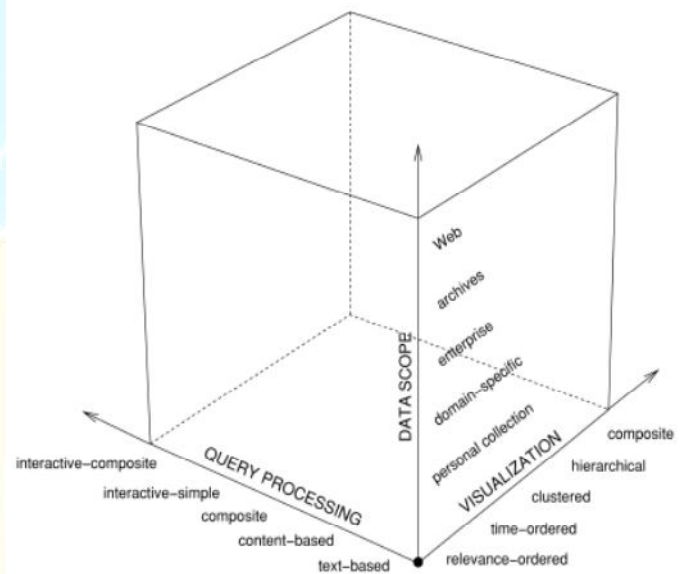 Web
archives
enterprise
domain-specific
personal collection
DATA SCOPE
QUERY PROCESSING
interactive-composite
interactive-simple
composite
content-based
text-based
VISUALIZATION
composite
hierarchical
clustered
time-ordered
relevance-ordered